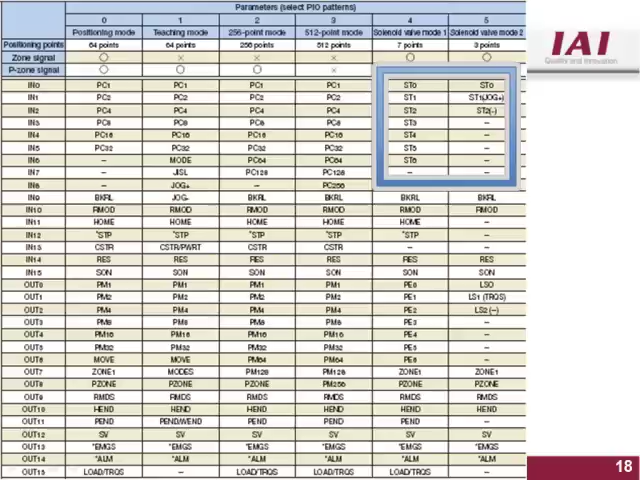 Parameters (select PIO patterns)
0 1 2 3 4 5
Positioning mode Teaching mode 256-point mode 512-point mode Solenoid valve mode 1 Solenoid valve mode 2
Positioning points 64 points 64 points 256 points 512 points 7 points 3 points
Zone signal ○ × × × ○ ○
P-zone signal ○ ○ ○ ×
IN0 PC1 PC1 PC1 PC1 ST0 ST0
IN1 PC2 PC2 PC2 PC2 ST1 ST1(JOG+)
IN2 PC4 PC4 PC4 PC4 ST2 ST2(–)
IN3 PC8 PC8 PC8 PC8 ST3 –
IN4 PC16 PC16 PC16 PC16 ST4 –
IN5 PC32 PC32 PC32 PC32 ST5 –
IN6 – MODE PC64 PC64 ST6 –
IN7 – JISL PC128 PC128 – –
IN8 – JOG+ – PC256
IN9 BKRL JOG- BKRL BKRL BKRL BKRL
IN10 RMOD RMOD RMOD RMOD RMOD RMOD
IN11 HOME HOME HOME HOME HOME –
IN12 *STP *STP *STP *STP *STP –
IN13 CSTR CSTR/PWRT CSTR CSTR – –
IN14 RES RES RES RES RES RES
IN15 SON SON SON SON SON SON
OUT0 PM1 PM1 PM1 PM1 PE0 LSO
OUT1 PM2 PM2 PM2 PM2 PE1 LS1 (TRQS)
OUT2 PM4 PM4 PM4 PM4 PE2 LS2 (–)
OUT3 PM8 PM8 PM8 PM8 PE3 –
OUT4 PM16 PM16 PM16 PM16 PE4 –
OUT5 PM32 PM32 PM32 PM32 PE5 –
OUT6 MOVE MOVE PM64 PM64 PE6 –
OUT7 ZONE1 MODES PM128 PM128 ZONE1 ZONE1
OUT8 PZONE PZONE PZONE PM256 PZONE PZONE
OUT9 RMDS RMDS RMDS RMDS RMDS RMDS
OUT10 HEND HEND HEND HEND HEND HEND
OUT11 PEND PEND/WEND PEND PEND PEND –
OUT12 SV SV SV SV SV SV
OUT13 *EMGS *EMGS *EMGS *EMGS *EMGS *EMGS
OUT14 *ALM *ALM *ALM *ALM *ALM *ALM
OUT15 LOAD/TRQS – LOAD/TRQS LOAD/TRQS LOAD/TRQS –
IAI
Quality and Innovation
18